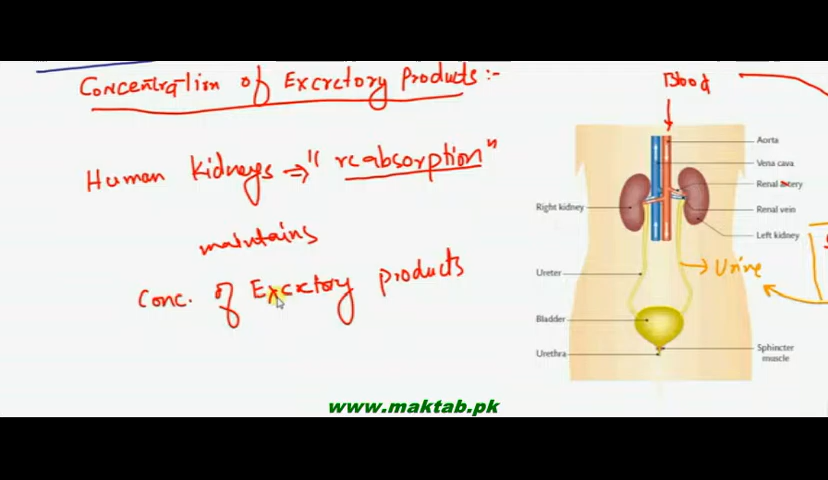 Concentration of Excretory Products :-
Human kidneys => "reabsorption"
maintains
Conc. of Excretory products
Blood
Aorta
Vena cava
Renal artery
Renal vein
Left kidney
Right kidney
Urine
Ureter
Bladder
Urethra
Sphincter
muscle
www.maktab.pk